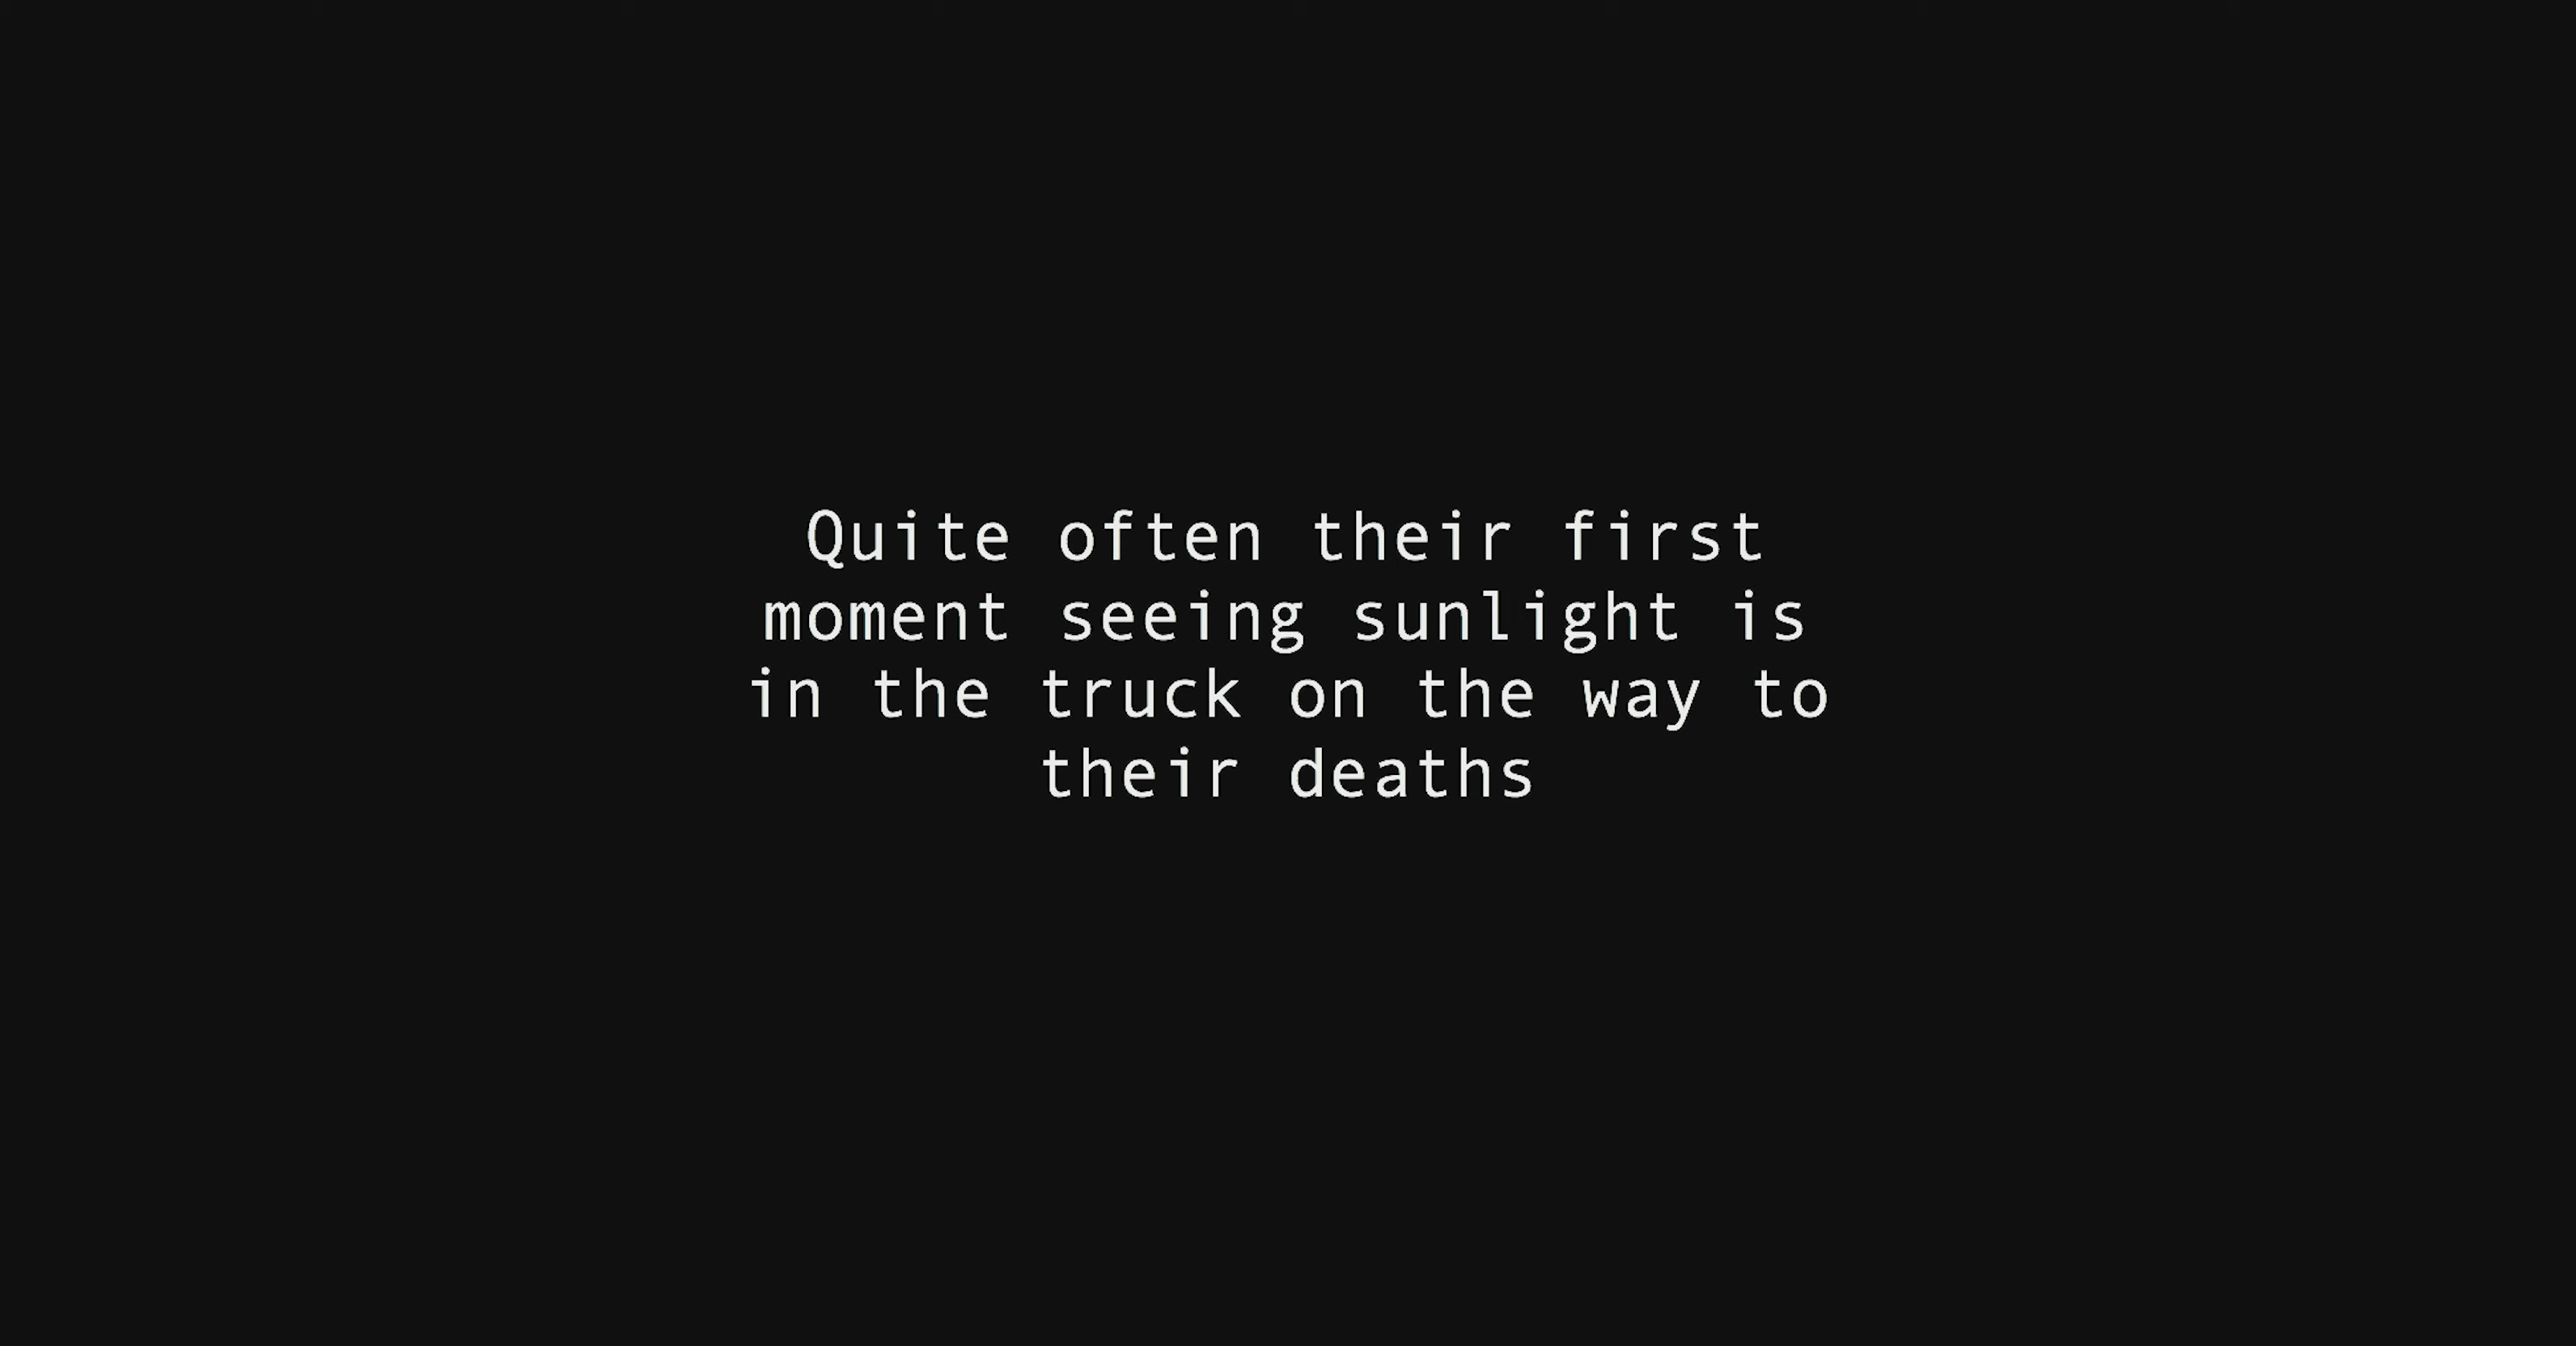 Quite often their first
moment seeing sunlight is
in the truck on the way to
their deaths